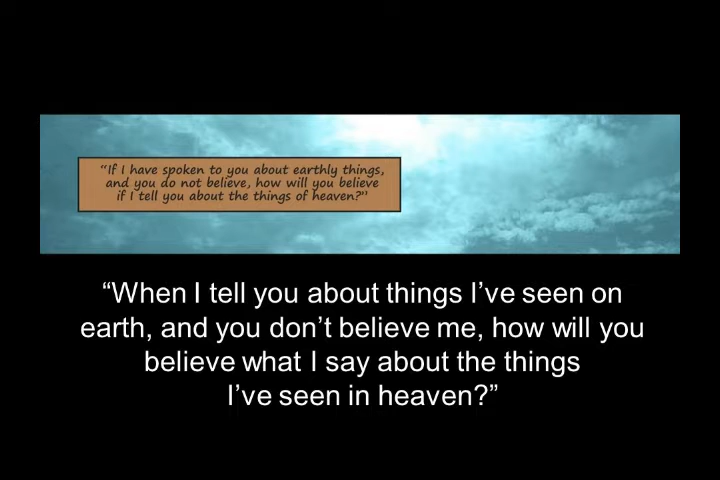 “If I have spoken to you about earthly things,
and you do not believe, how will you believe
if I tell you about the things of heaven?”
“When I tell you about things I’ve seen on
earth, and you don’t believe me, how will you
believe what I say about the things
I’ve seen in heaven?”